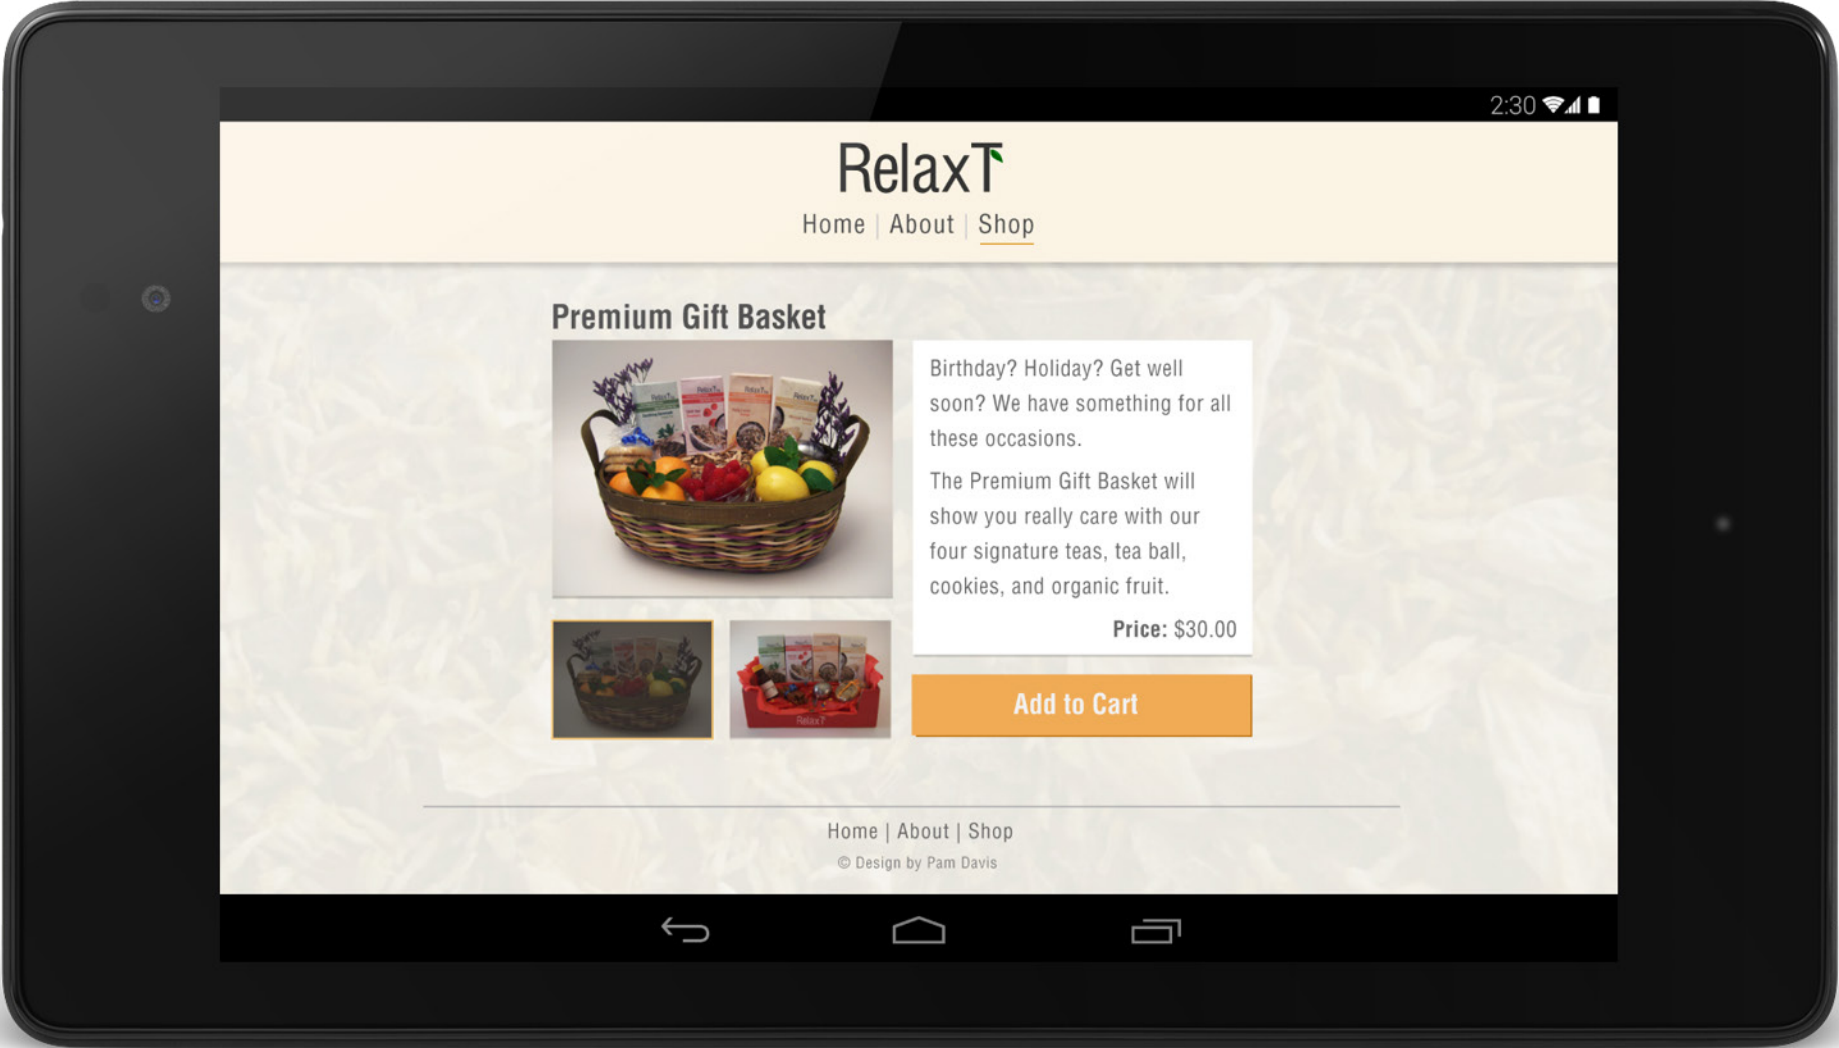 2:30
RelaxT
Home | About | Shop
Premium Gift Basket
Birthday? Holiday? Get well
soon? We have something for all
these occasions.
The Premium Gift Basket will
show you really care with our
four signature teas, tea ball,
cookies, and organic fruit.
Price: $30.00
RelaxT
Add to Cart
Home | About | Shop
© Design by Pam Davis